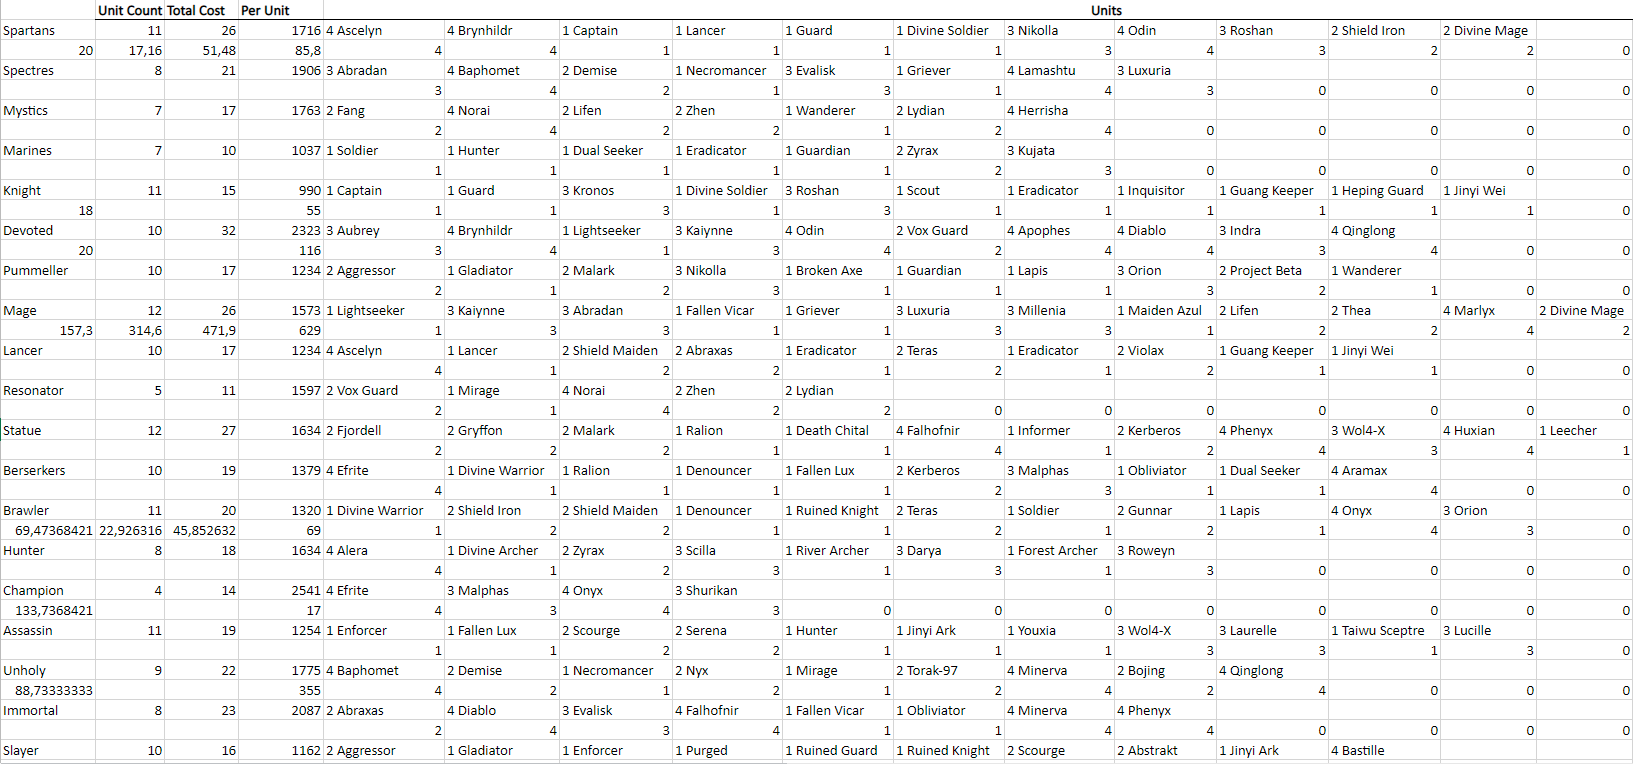 Unit Count Total Cost Per Unit Units
Spartans 11 26 1716 4 Ascelyn 4 Brynhildr 1 Captain 1 Lancer 1 Guard 1 Divine Soldier 3 Nikolla 4 Odin 3 Roshan 2 Shield Iron 2 Divine Mage
20 17,16 51,48 85,8 4 4 1 1 1 1 3 4 3 2 2 0
Spectres 8 21 1906 3 Abradan 4 Baphomet 2 Demise 1 Necromancer 3 Evalisk 1 Griever 4 Lamashtu 3 Luxuria
3 4 2 1 3 1 4 3 0 0 0 0
Mystics 7 17 1763 2 Fang 4 Norai 2 Lifen 2 Zhen 1 Wanderer 2 Lydian 4 Herrisha
2 4 2 2 1 2 4 0 0 0 0 0
Marines 7 10 1037 1 Soldier 1 Hunter 1 Dual Seeker 1 Eradicator 1 Guardian 2 Zyrax 3 Kujata
1 1 1 1 1 2 3 0 0 0 0 0
Knight 11 15 990 1 Captain 1 Guard 3 Kronos 1 Divine Soldier 3 Roshan 1 Scout 1 Eradicator 1 Inquisitor 1 Guang Keeper 1 Heping Guard 1 Jinyi Wei
18 55 1 1 3 1 3 1 1 1 1 1 1 0
Devoted 10 32 2323 3 Aubrey 4 Brynhildr 1 Lightseeker 3 Kaiynne 4 Odin 2 Vox Guard 4 Apophes 4 Diablo 3 Indra 4 Qinglong
20 116 3 4 1 3 4 2 4 4 3 4 0 0
Pummeller 10 17 1234 2 Aggressor 1 Gladiator 2 Malark 3 Nikolla 1 Broken Axe 1 Guardian 1 Lapis 3 Orion 2 Project Beta 1 Wanderer
2 1 2 3 1 1 1 3 2 1 0 0
Mage 12 26 1573 1 Lightseeker 3 Kaiynne 3 Abradan 1 Fallen Vicar 1 Griever 3 Luxuria 3 Millenia 1 Maiden Azul 2 Lifen 2 Thea 4 Marlyx 2 Divine Mage
157,3 314,6 471,9 629 1 3 3 1 1 3 3 1 2 2 4 2
Lancer 10 17 1234 4 Ascelyn 1 Lancer 2 Shield Maiden 2 Abraxas 1 Eradicator 2 Teras 1 Eradicator 2 Violax 1 Guang Keeper 1 Jinyi Wei
4 1 2 2 1 2 1 2 1 1 0 0
Resonator 5 11 1597 2 Vox Guard 1 Mirage 4 Norai 2 Zhen 2 Lydian
2 1 4 2 2 0 0 0 0 0 0 0
Statue 12 27 1634 2 Fjordell 2 Gryffon 2 Malark 1 Ralion 1 Death Chital 4 Falhofnir 1 Informer 2 Kerberos 4 Phenyx 3 Wol4-X 4 Huxian 1 Leecher
2 2 2 1 1 4 1 2 4 3 4 1
Berserkers 10 19 1379 4 Efrite 1 Divine Warrior 1 Ralion 1 Denouncer 1 Fallen Lux 2 Kerberos 3 Malphas 1 Obliviator 1 Dual Seeker 4 Aramax
4 1 1 1 1 2 3 1 1 4 0 0
Brawler 11 20 1320 1 Divine Warrior 2 Shield Iron 2 Shield Maiden 1 Denouncer 1 Ruined Knight 2 Teras 1 Soldier 2 Gunnar 1 Lapis 4 Onyx 3 Orion
69,47368421 22,926316 45,852632 69 1 2 2 1 1 2 1 2 1 4 3 0
Hunter 8 18 1634 4 Alera 1 Divine Archer 2 Zyrax 3 Scilla 1 River Archer 3 Darya 1 Forest Archer 3 Roweyn
4 1 2 3 1 3 1 3 0 0 0 0
Champion 4 14 2541 4 Efrite 3 Malphas 4 Onyx 3 Shurikan
133,7368421 17 4 3 4 3 0 0 0 0 0 0 0 0
Assassin 11 19 1254 1 Enforcer 1 Fallen Lux 2 Scourge 2 Serena 1 Hunter 1 Jinyi Ark 1 Youxia 3 Wol4-X 3 Laurelle 1 Taiwu Sceptre 3 Lucille
1 1 2 2 1 1 1 3 3 1 3 0
Unholy 9 22 1775 4 Baphomet 2 Demise 1 Necromancer 2 Nyx 1 Mirage 2 Torak-97 4 Minerva 2 Bojing 4 Qinglong
88,73333333 355 4 2 1 2 1 2 4 2 4 0 0 0
Immortal 8 23 2087 2 Abraxas 4 Diablo 3 Evalisk 4 Falhofnir 1 Fallen Vicar 1 Obliviator 4 Minerva 4 Phenyx
2 4 3 4 1 1 4 4 0 0 0 0
Slayer 10 16 1162 2 Aggressor 1 Gladiator 1 Enforcer 1 Purged 1 Ruined Guard 1 Ruined Knight 2 Scourge 2 Abstrakt 1 Jinyi Ark 4 Bastille